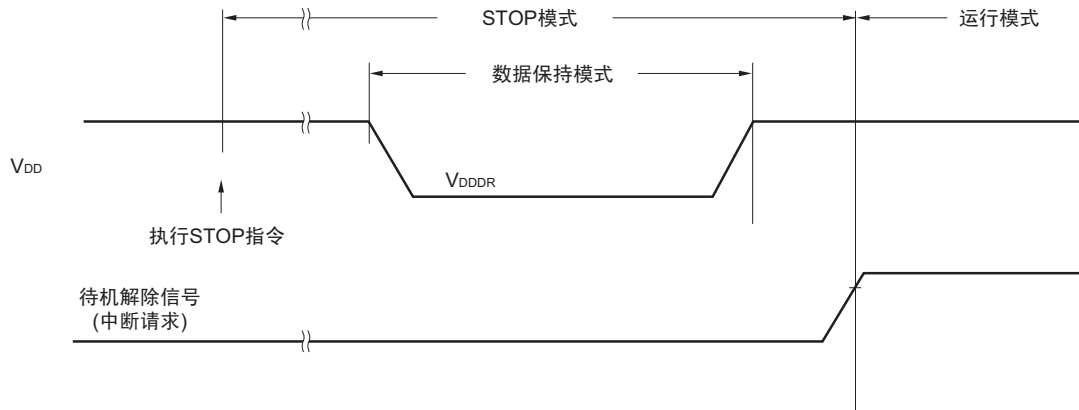 STOP模式
运行模式
数据保持模式
VDD
VDDDR
执行STOP指令
待机解除信号
(中断请求)